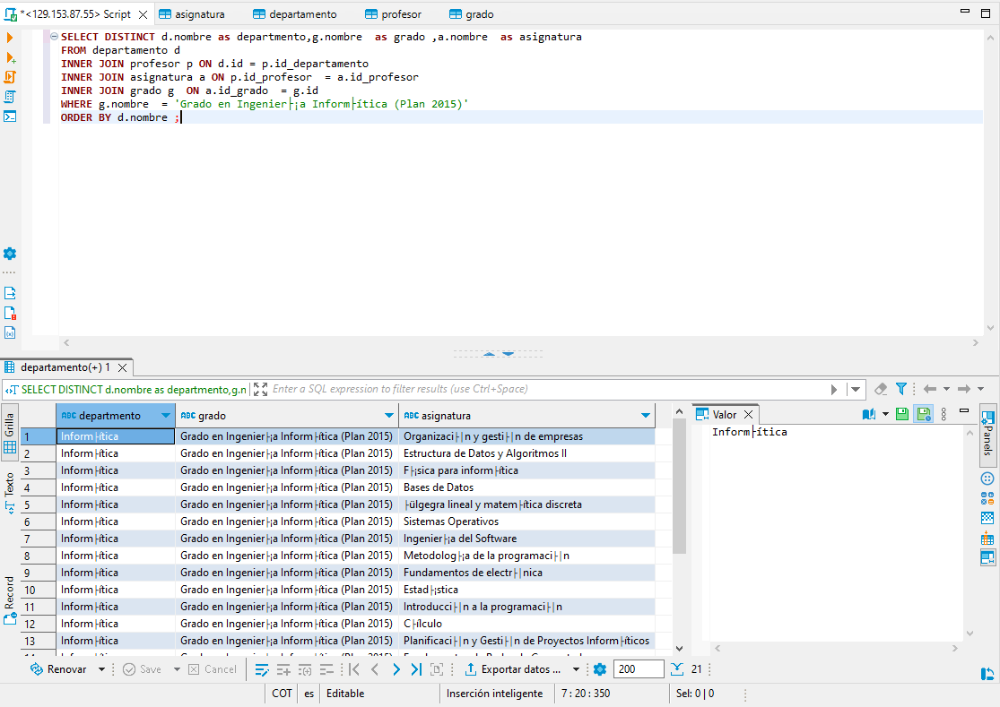 *<129.153.87.55> Script
asignatura
departamento
profesor
grado
SELECT DISTINCT d.nombre as departamento,g.nombre  as grado ,a.nombre  as asignatura
FROM departamento d
INNER JOIN profesor p ON d.id = p.id_departamento
INNER JOIN asignatura a ON p.id_profesor  = a.id_profesor
INNER JOIN grado g  ON a.id_grado  = g.id
WHERE g.nombre  = 'Grado en Ingenier├¡a Inform├ítica (Plan 2015)'
ORDER BY d.nombre ;
departamento(+) 1
SELECT DISTINCT d.nombre as departamento,g.n
Enter a SQL expression to filter results (use Ctrl+Space)
Grilla
Texto
Record
departmento grado asignatura
1 Inform├ítica Grado en Ingenier├¡a Inform├ítica (Plan 2015) Organizaci├│n y gesti├│n de empresas
2 Inform├ítica Grado en Ingenier├¡a Inform├ítica (Plan 2015) Estructura de Datos y Algoritmos II
3 Inform├ítica Grado en Ingenier├¡a Inform├ítica (Plan 2015) F├¡sica para inform├ítica
4 Inform├ítica Grado en Ingenier├¡a Inform├ítica (Plan 2015) Bases de Datos
5 Inform├ítica Grado en Ingenier├¡a Inform├ítica (Plan 2015) ├ülgegra lineal y matem├ítica discreta
6 Inform├ítica Grado en Ingenier├¡a Inform├ítica (Plan 2015) Sistemas Operativos
7 Inform├ítica Grado en Ingenier├¡a Inform├ítica (Plan 2015) Ingenier├¡a del Software
8 Inform├ítica Grado en Ingenier├¡a Inform├ítica (Plan 2015) Metodolog├¡a de la programaci├│n
9 Inform├ítica Grado en Ingenier├¡a Inform├ítica (Plan 2015) Fundamentos de electr├│nica
10 Inform├ítica Grado en Ingenier├¡a Inform├ítica (Plan 2015) Estad├¡stica
11 Inform├ítica Grado en Ingenier├¡a Inform├ítica (Plan 2015) Introducci├│n a la programaci├│n
12 Inform├ítica Grado en Ingenier├¡a Inform├ítica (Plan 2015) C├ílculo
13 Inform├ítica Grado en Ingenier├¡a Inform├ítica (Plan 2015) Planificaci├│n y Gesti├│n de Proyectos Inform├íticos
Valor
Inform├ítica
Panels
Renovar Save Cancel Exportar datos ... 200 21
COT es Editable Inserción inteligente 7 : 20 : 350 Sel: 0 | 0